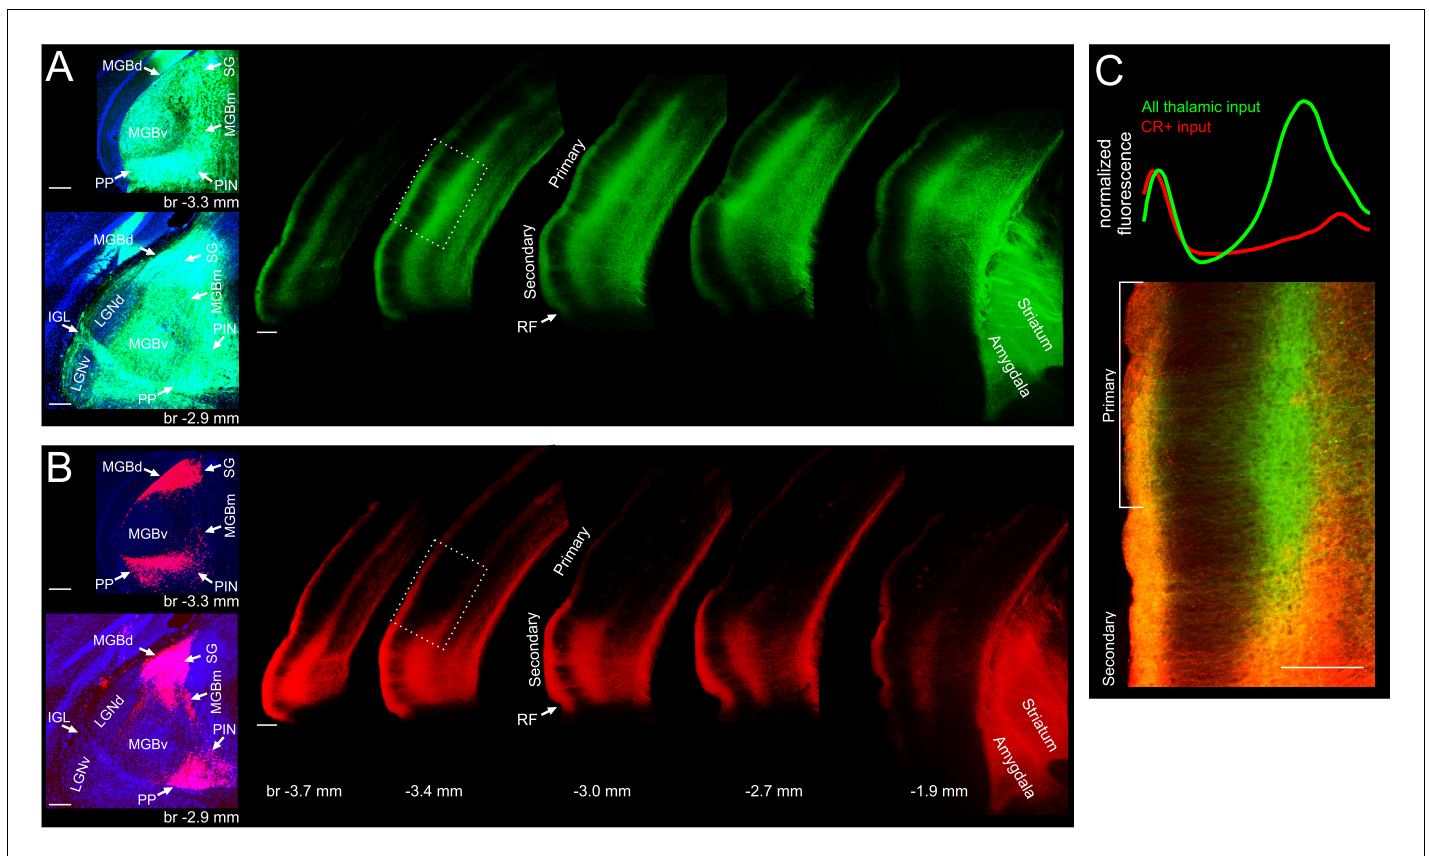 A
MGBd
SG
MGBv
MGBm
PP
PIN
br -3.3 mm
MGBd
SG
MGBm
LGNd
IGL
PIN
MGBv
LGNv
PP
br -2.9 mm
Primary
Secondary
RF
Striatum
Amygdala
B
MGBd
SG
MGBm
MGBv
PP
PIN
br -3.3 mm
MGBd
SG
MGBm
LGNd
IGL
PIN
MGBv
LGNv
PP
br -2.9 mm
Primary
Secondary
RF
Striatum
Amygdala
br -3.7 mm
-3.4 mm
-3.0 mm
-2.7 mm
-1.9 mm
C
All thalamic input
CR+ input
normalized
fluorescence
Primary
Secondary